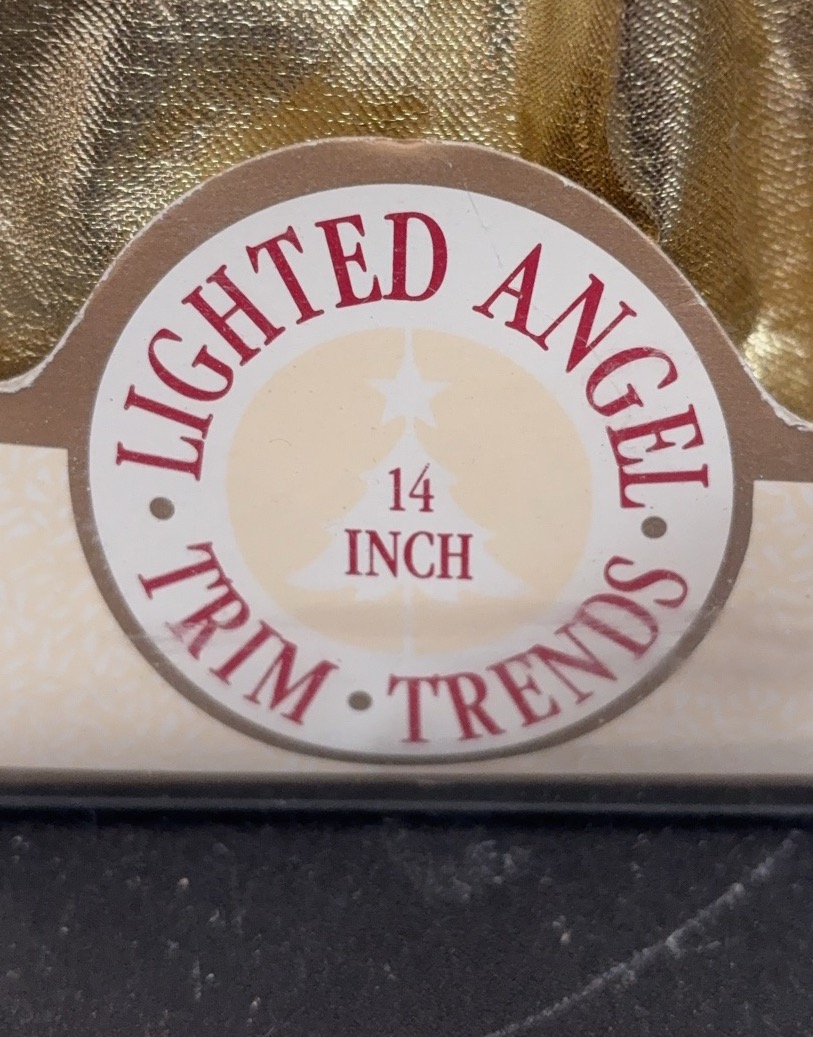 LIGHTED ANGEL
14
INCH
TRIM • TRENDS